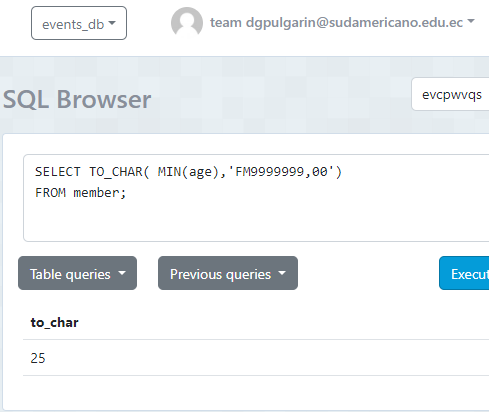 events_db
team dgpulgarin@sudamericano.edu.ec
SQL Browser
evcpwvqs
SELECT TO_CHAR( MIN(age),'FM9999999,00')
FROM member;
Table queries
Previous queries
Execut
to_char
25